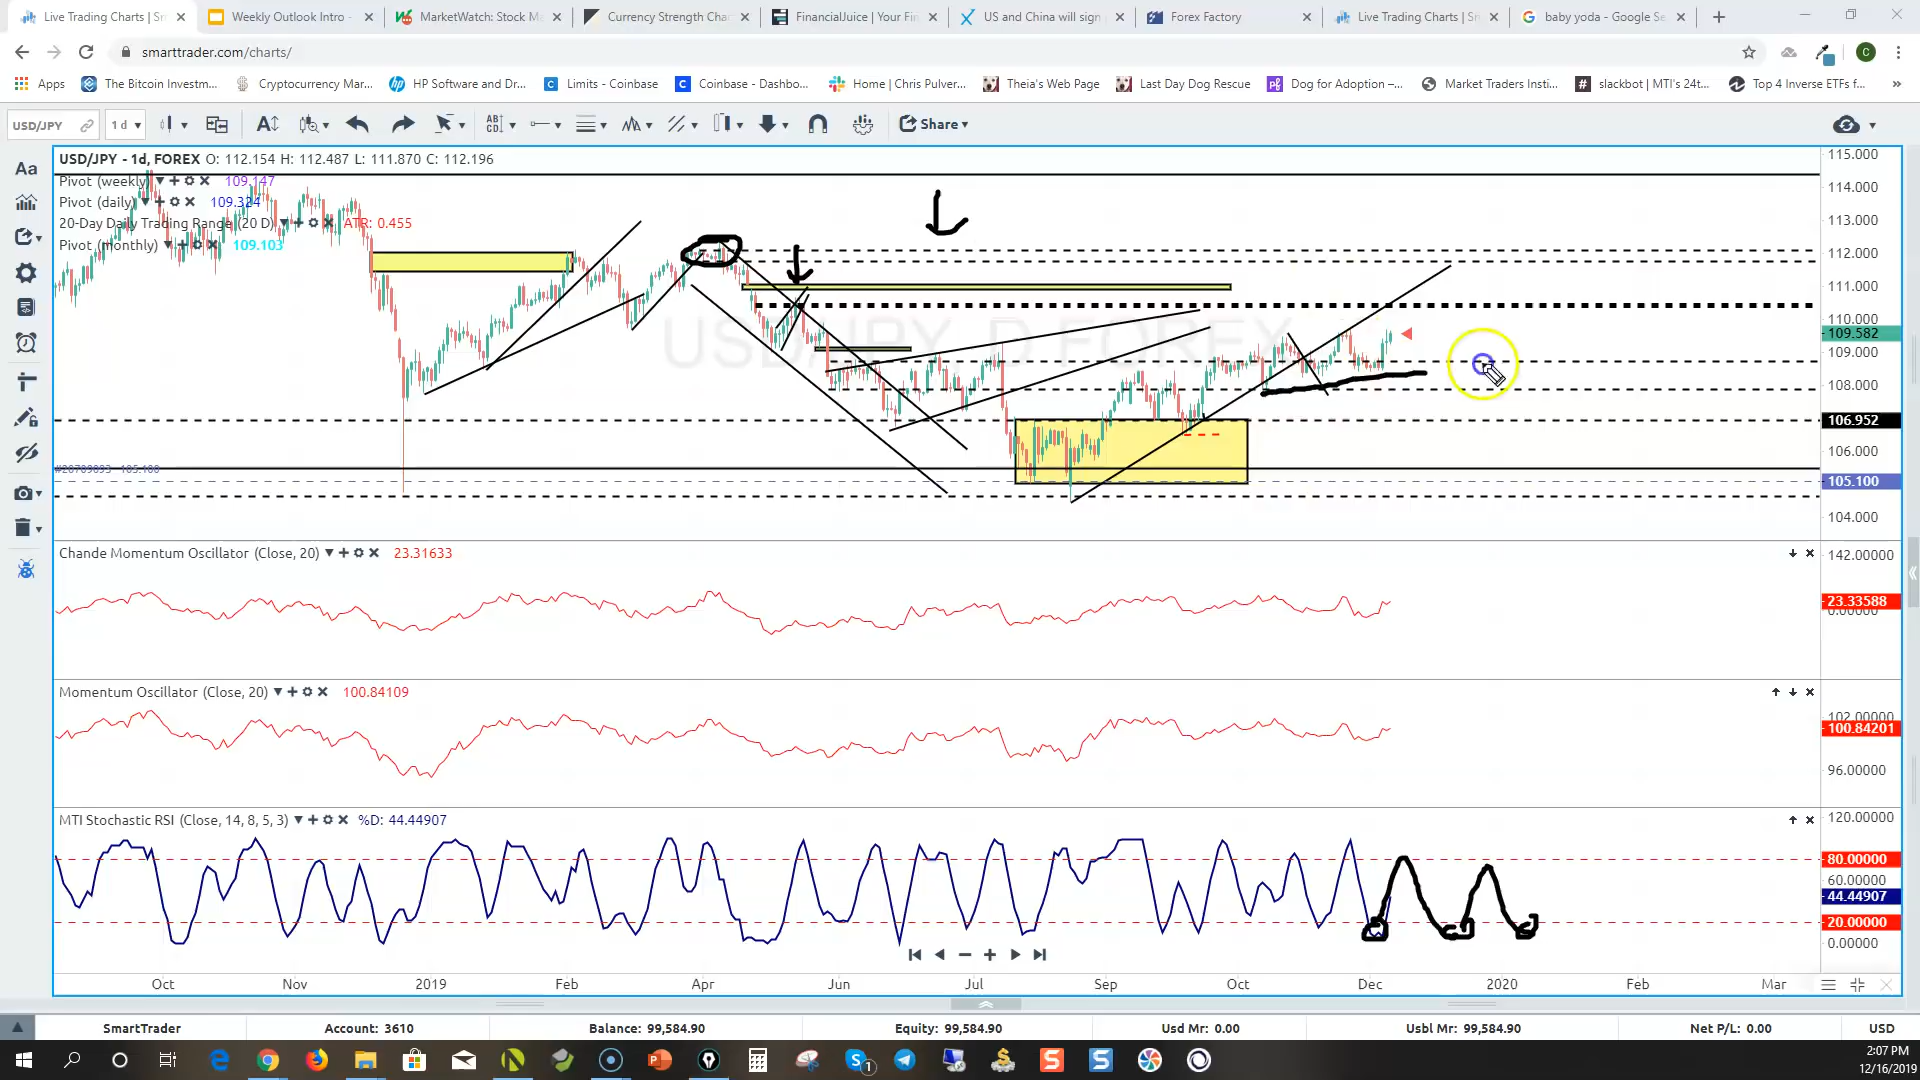 Live Trading Charts | Sm
Weekly Outlook Intro -
MarketWatch: Stock M
Currency Strength Char
FinancialJuice | Your Fin
US and China will sign
Forex Factory
Live Trading Charts | Sm
baby yoda - Google Se
smarttrader.com/charts/
Apps The Bitcoin Investm... Cryptocurrency Mar... HP Software and Dr... Limits - Coinbase Coinbase - Dashbo... Home | Chris Pulver... Theia's Web Page Last Day Dog Rescue Dog for Adoption –... Market Traders Insti... slackbot | MTI's 24t... Top 4 Inverse ETFs f... »
USD/JPY 1 d Share
USD/JPY - 1d, FOREX O: 112.154 H: 112.487 L: 111.870 C: 112.196
Pivot (weekly) 109.147
Pivot (daily) 109.324
20-Day Daily Trading Range (20 D) ATR: 0.455
Pivot (monthly) 109.103
USD/JPY, D FOREX
#20709093 105.100
115.000
114.000
113.000
112.000
111.000
110.000
109.582
109.000
108.000
106.952
106.000
105.100
104.000
Chande Momentum Oscillator (Close, 20) 23.31633
142.00000
23.33588
Momentum Oscillator (Close, 20) 100.84109
102.00000
100.84201
96.00000
MTI Stochastic RSI (Close, 14, 8, 5, 3) %D: 44.44907
120.00000
80.00000
60.00000
44.44907
20.00000
0.00000
Oct Nov 2019 Feb Apr Jun Jul Sep Oct Dec 2020 Feb Mar
SmartTrader Account: 3610 Balance: 99,584.90 Equity: 99,584.90 Usd Mr: 0.00 Usbl Mr: 99,584.90 Net P/L: 0.00 USD
2:07 PM
12/16/2019